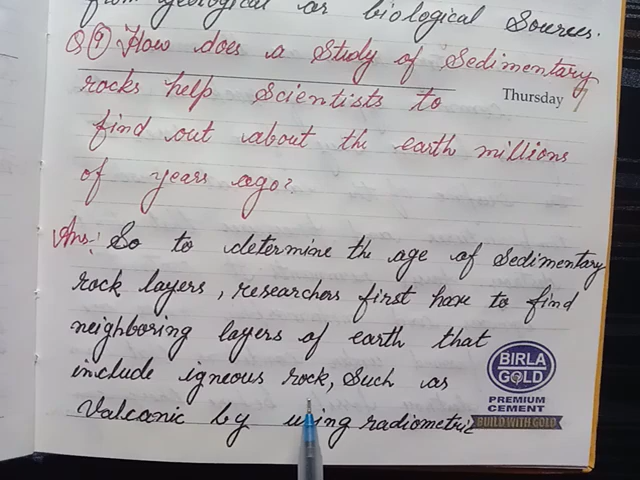 from geological or biological Sources.
Q 9 How does a Study of Sedimentary
rocks help Scientists to
Thursday
find out about the earth millions
of years ago?
Ans: So to determine the age of Sedimentary
rock layers, researchers first have to find
neighboring layers of earth that
include igneous rock, Such as
Valcanic by using radiometric
BIRLA
GOLD
PREMIUM
CEMENT
BUILD WITH GOLD